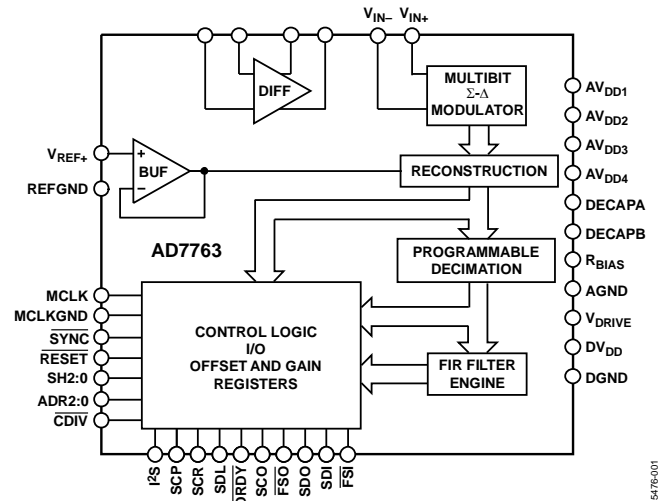 VIN– VIN+
DIFF
MULTIBIT
Σ-Δ
MODULATOR
AVDD1
AVDD2
AVDD3
AVDD4
DECAPA
DECAPB
RBIAS
AGND
VDRIVE
DVDD
DGND
VREF+
REFGND
+
–
BUF
RECONSTRUCTION
AD7763
PROGRAMMABLE
DECIMATION
MCLK
MCLKGND
SYNC
RESET
SH2:0
ADR2:0
CDIV
CONTROL LOGIC
I/O
OFFSET AND GAIN
REGISTERS
FIR FILTER
ENGINE
I2S
SCP
SCR
SDL
DRDY
SCO
FSO
SDO
SDI
FSI
5476-001